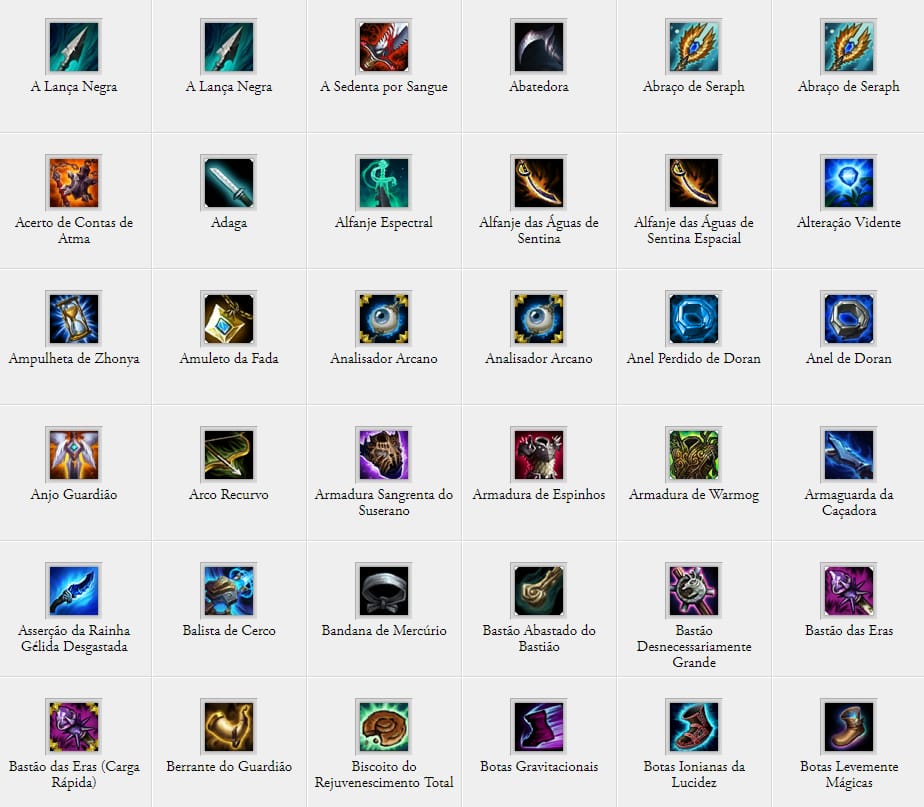 A Lança Negra
A Lança Negra
A Sedenta por Sangue
Abatedora
Abraço de Seraph
Abraço de Seraph
Acerto de Contas de
Atma
Adaga
Alfanje Espectral
Alfanje das Águas de
Sentina
Alfanje das Águas de
Sentina Espacial
Alteração Vidente
Ampulheta de Zhonya
Amuleto da Fada
Analisador Arcano
Analisador Arcano
Anel Perdido de Doran
Anel de Doran
Anjo Guardião
Arco Recurvo
Armadura Sangrenta do
Suserano
Armadura de Espinhos
Armadura de Warmog
Armaguarda da
Caçadora
Asserção da Rainha
Gélida Desgastada
Balista de Cerco
Bandana de Mercúrio
Bastão Abastado do
Bastião
Bastão
Desnecessariamente
Grande
Bastão das Eras
Bastão das Eras (Carga
Rápida)
Berrante do Guardião
Biscoito do
Rejuvenescimento Total
Botas Gravitacionais
Botas Ionianas da
Lucidez
Botas Levemente
Mágicas